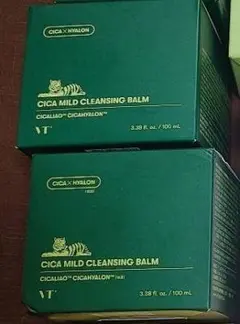 CICA X HYALON
CICA MILD CLEANSING BALM
CICALIAO™ CICAHYALON™
VT
3.38 fl. oz. / 100 mL
CICA X HYALON
CICA MILD CLEANSING BALM
CICALIAO™ CICAHYALON™
VT
3.38 fl. oz. / 100 mL